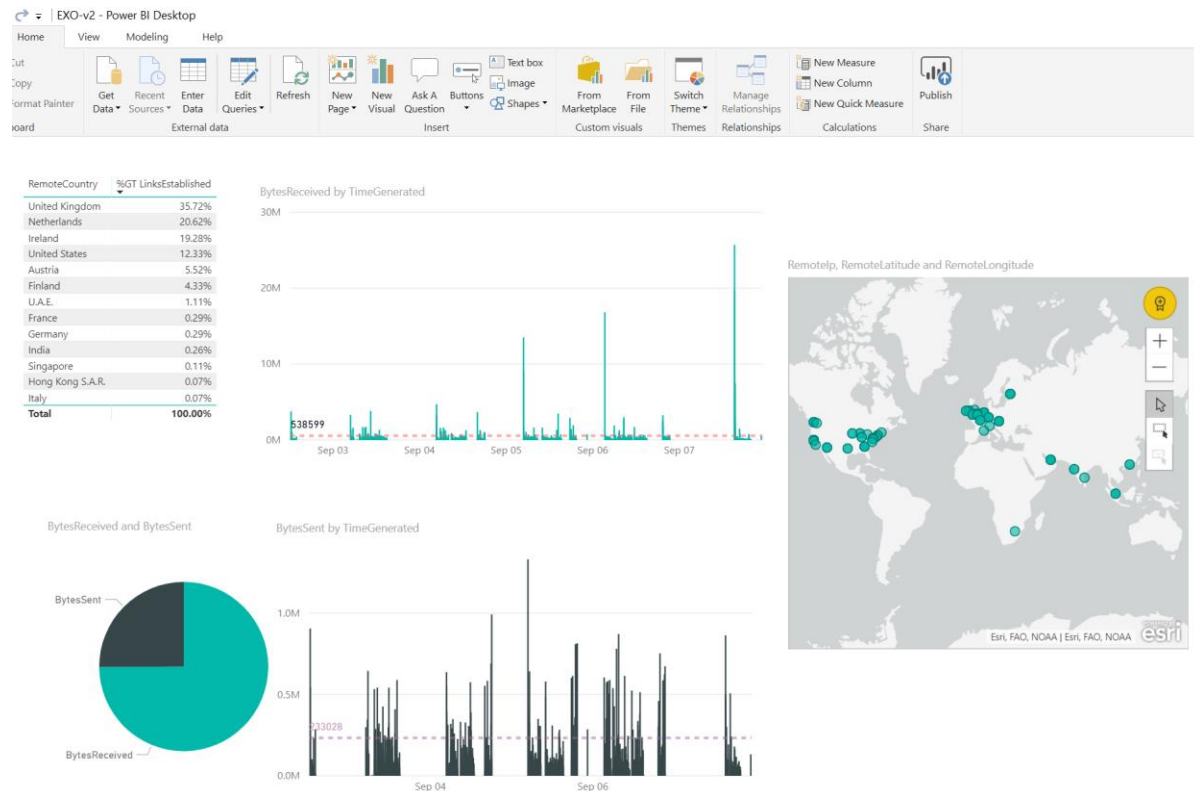 EXO-v2 - Power BI Desktop
Home View Modeling Help
Cut
Copy
Format Painter
Get Data
Recent Sources
Enter Data
Edit Queries
Refresh
New Page
New Visual
Ask A Question
Buttons
Text box
Image
Shapes
From Marketplace
From File
Switch Theme
Manage Relationships
New Measure
New Column
New Quick Measure
Publish
External data
Insert
Custom visuals
Themes
Relationships
Calculations
Share
RemoteCountry %GT LinksEstablished
United Kingdom 35.72%
Netherlands 20.62%
Ireland 19.28%
United States 12.33%
Austria 5.52%
Finland 4.33%
U.A.E. 1.11%
France 0.29%
Germany 0.29%
India 0.26%
Singapore 0.11%
Hong Kong S.A.R. 0.07%
Italy 0.07%
Total 100.00%
BytesReceived by TimeGenerated
30M
20M
10M
0M
538599
Sep 03 Sep 04 Sep 05 Sep 06 Sep 07
RemoteIp, RemoteLatitude and RemoteLongitude
Esri, FAO, NOAA | Esri, FAO, NOAA
esri
BytesReceived and BytesSent
BytesSent
BytesReceived
BytesSent by TimeGenerated
1.0M
0.5M
0.0M
233028
Sep 04 Sep 06